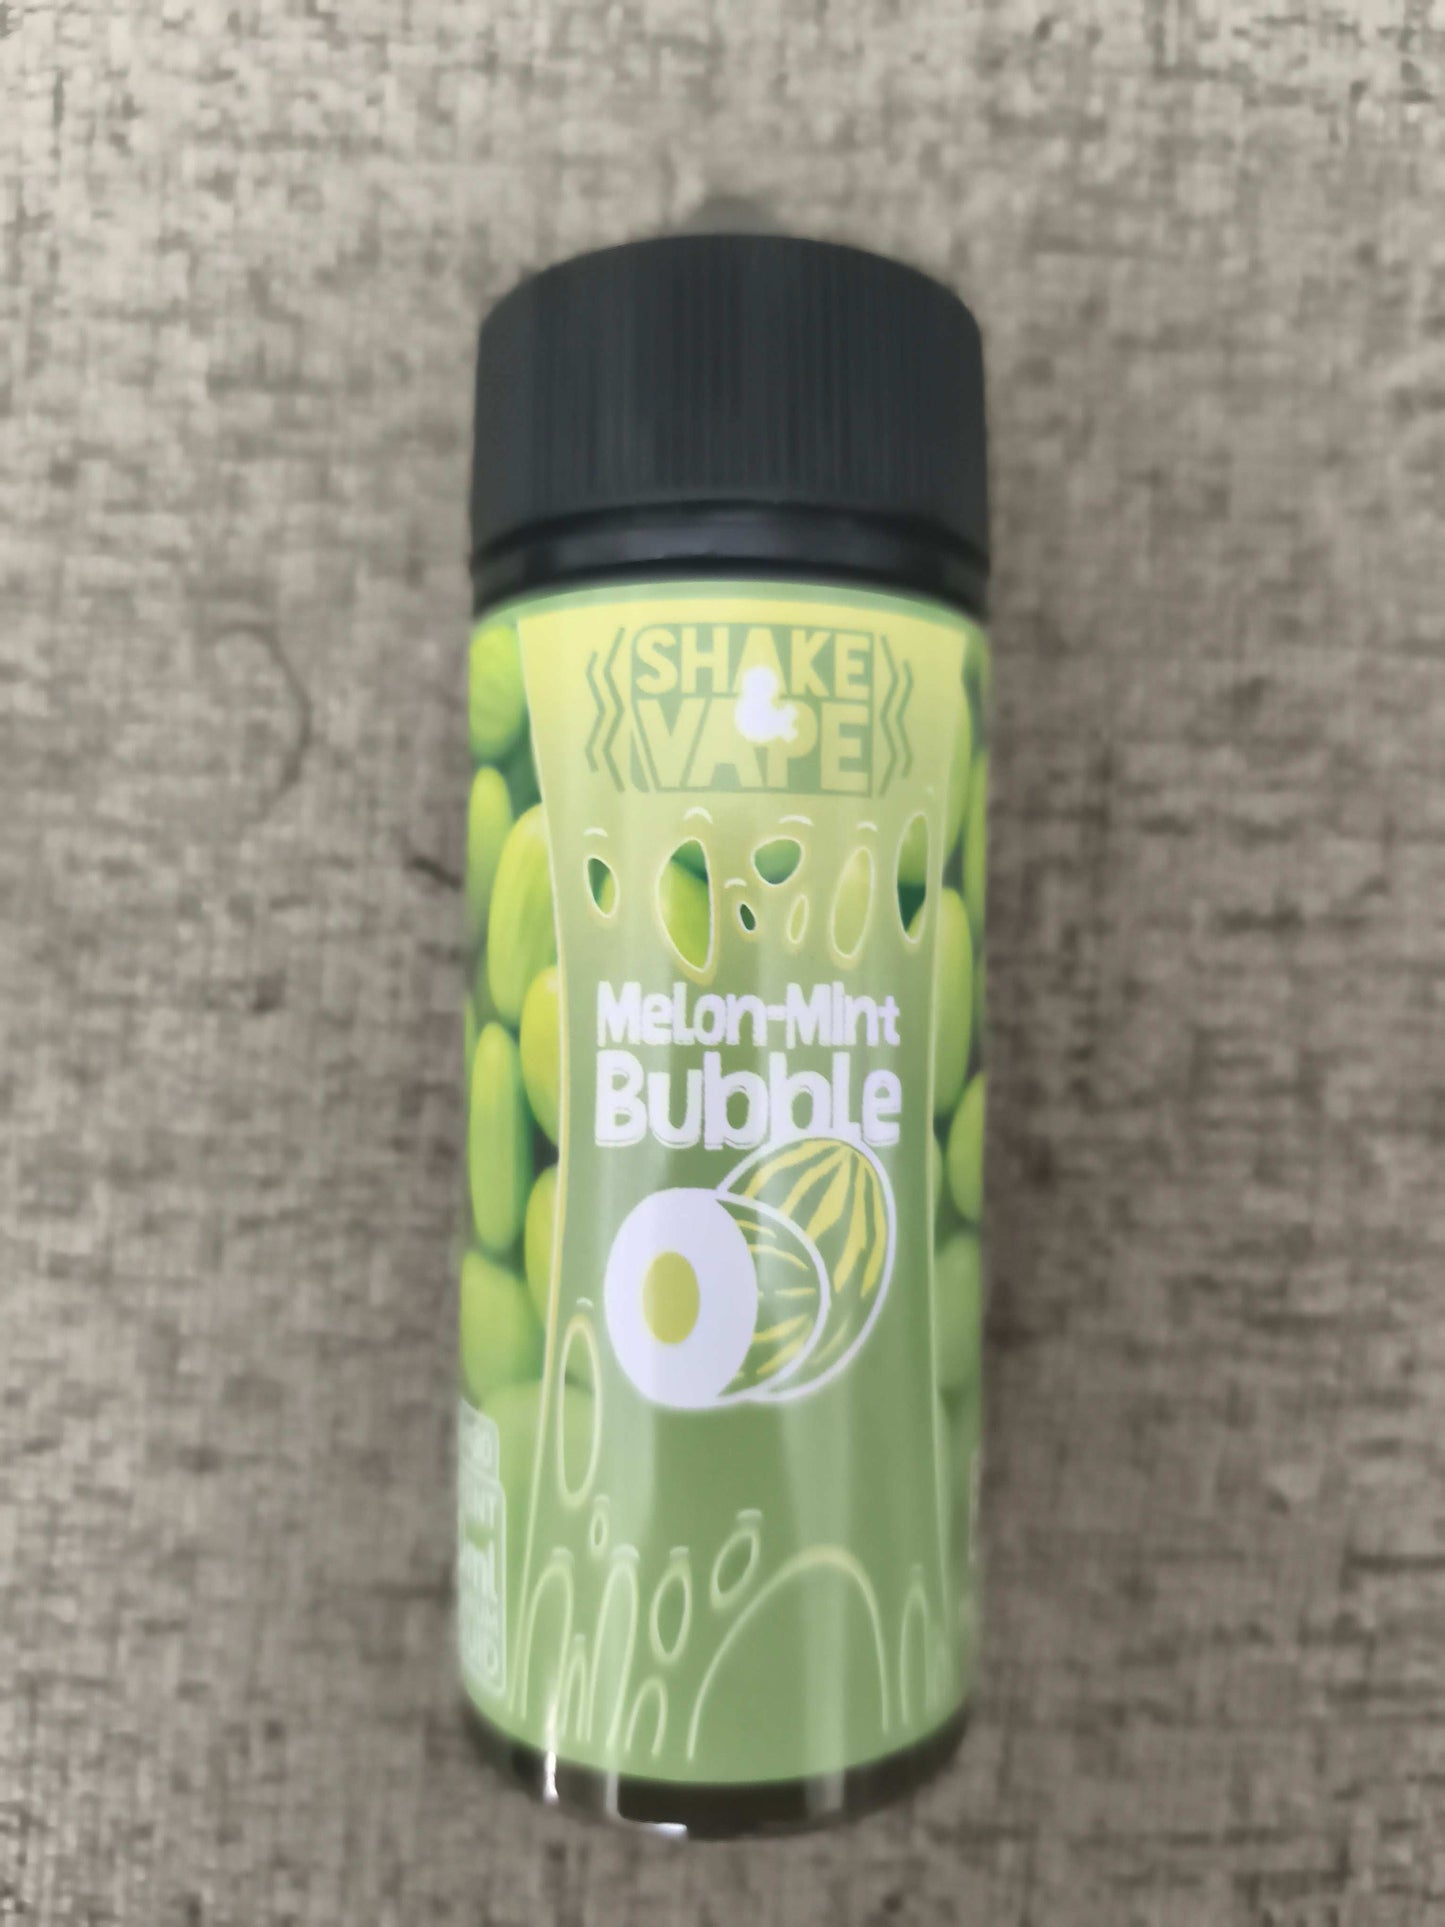 SHAKE
&
VAPE
Melon-Mint
Bubble